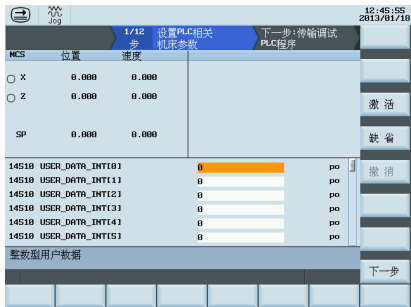 Jog
12:45:55
2013/01/18
1/12
步
设置PLC相关
机床参数
下一步:传输调试
PLC程序
MCS 位置 速度
X 0.000 0.000
Z 0.000 0.000
SP 0.000 0.000
激活
缺省
撤消
14510 USER_DATA_INT[0] 0 po
14510 USER_DATA_INT[1] 0 po
14510 USER_DATA_INT[2] 0 po
14510 USER_DATA_INT[3] 0 po
14510 USER_DATA_INT[4] 0 po
14510 USER_DATA_INT[5] 0 po
整数型用户数据
下一步